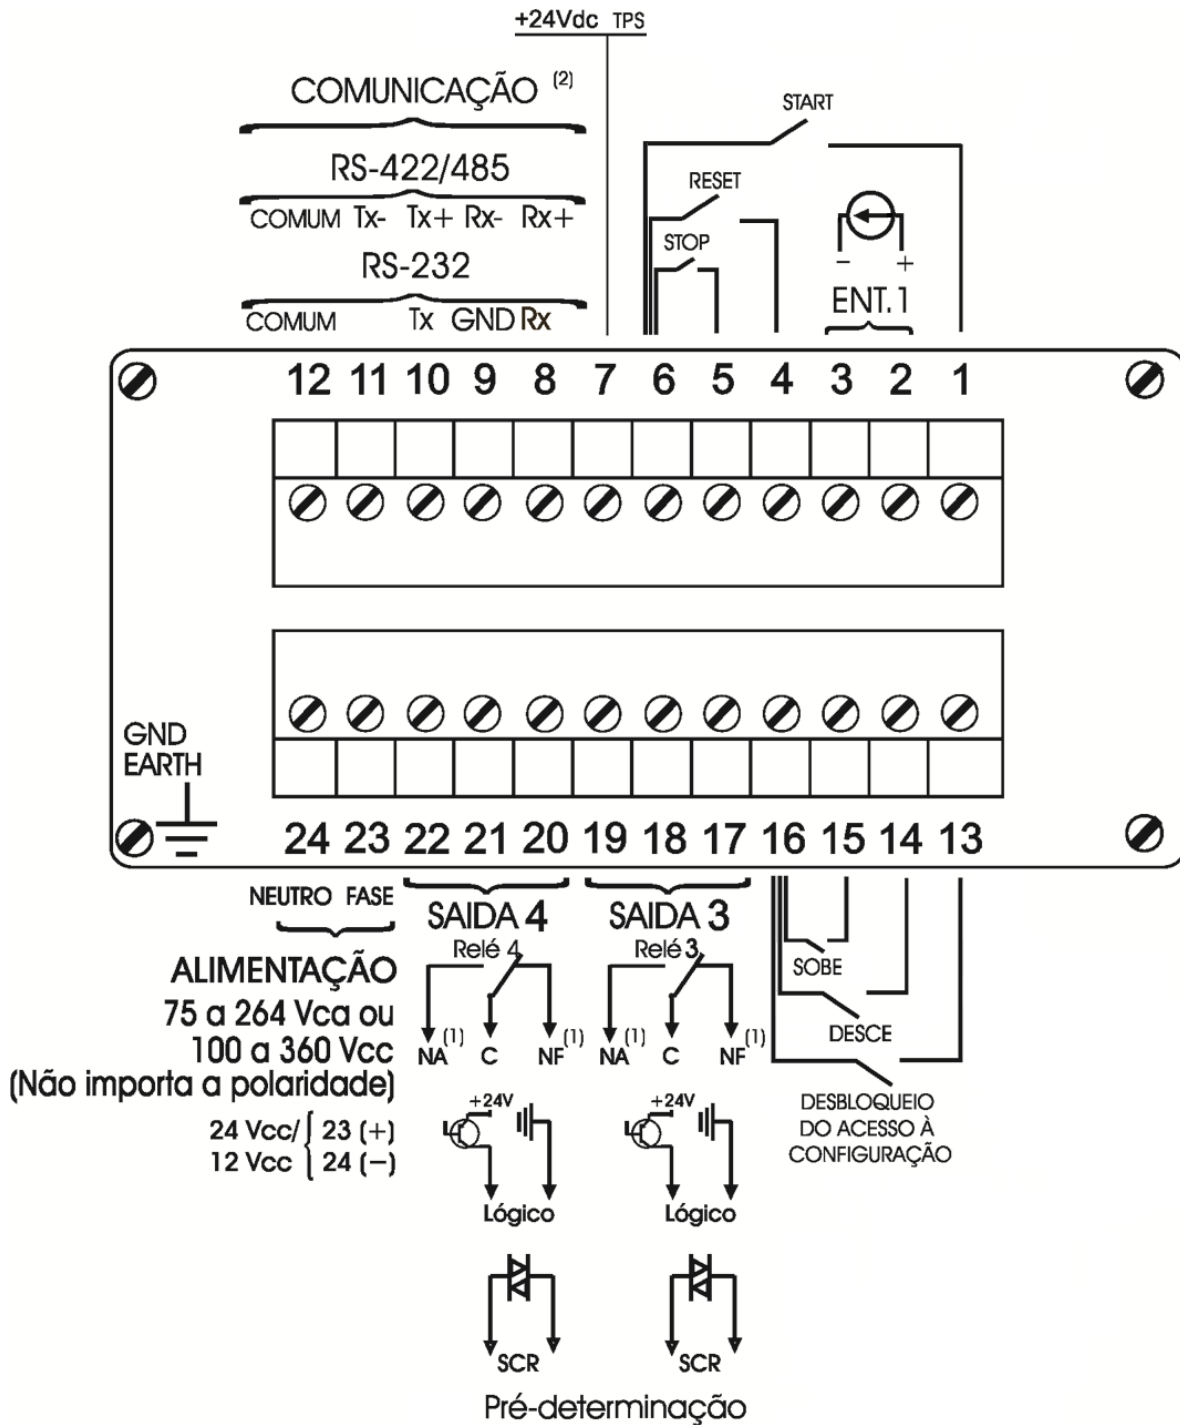 +24Vdc TPS
COMUNICAÇÃO (2)
RS-422/485
COMUM Tx- Tx+ Rx- Rx+
RS-232
COMUM Tx GND Rx
START
RESET
STOP
- +
ENT.1
12 11 10 9 8 7 6 5 4 3 2 1
GND
EARTH
24 23 22 21 20 19 18 17 16 15 14 13
NEUTRO FASE
ALIMENTAÇÃO
75 a 264 Vca ou
100 a 360 Vcc
(Não importa a polaridade)
24 Vcc/ { 23 (+)
12 Vcc { 24 (−)
SAIDA 4
Relé 4
NA (1) C NF (1)
+24V
Lógico
SCR
SAIDA 3
Relé 3
NA (1) C NF (1)
+24V
Lógico
SCR
Pré-determinação
SOBE
DESCE
DESBLOQUEIO
DO ACESSO À
CONFIGURAÇÃO